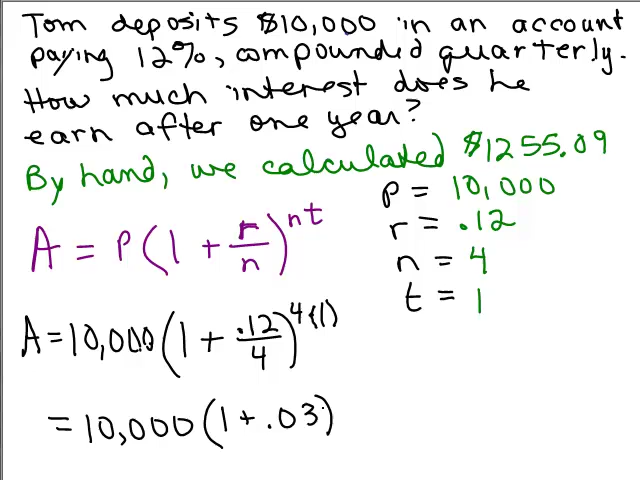 Tom deposits $10,000 in an account
paying 12%, compounded quarterly.
How much interest does he
earn after one year?
By hand, we calculated $1255.09
P = 10,000
r = .12
n = 4
t = 1
A = P(1 + r/n)^nt
A = 10,000(1 + .12/4)^4(1)
= 10,000(1 + .03)